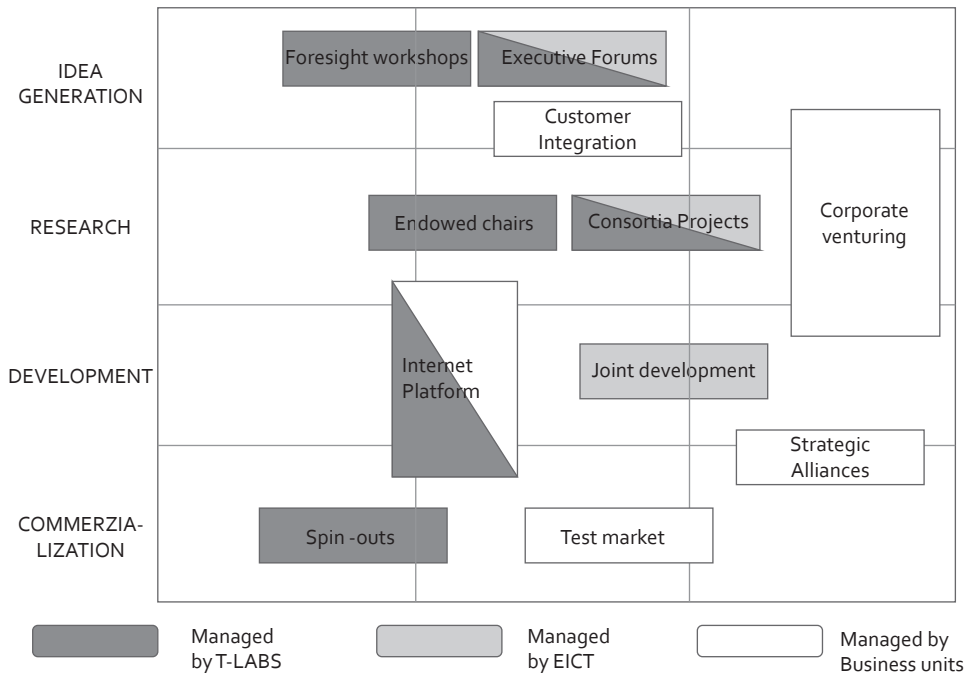 IDEA
GENERATION
Foresight workshops
Executive Forums
Customer
Integration
RESEARCH
Endowed chairs
Consortia Projects
Corporate
venturing
DEVELOPMENT
Internet
Platform
Joint development
Strategic
Alliances
COMMERZIA-
LIZATION
Spin -outs
Test market
Managed
by T-LABS
Managed
by EICT
Managed by
Business units